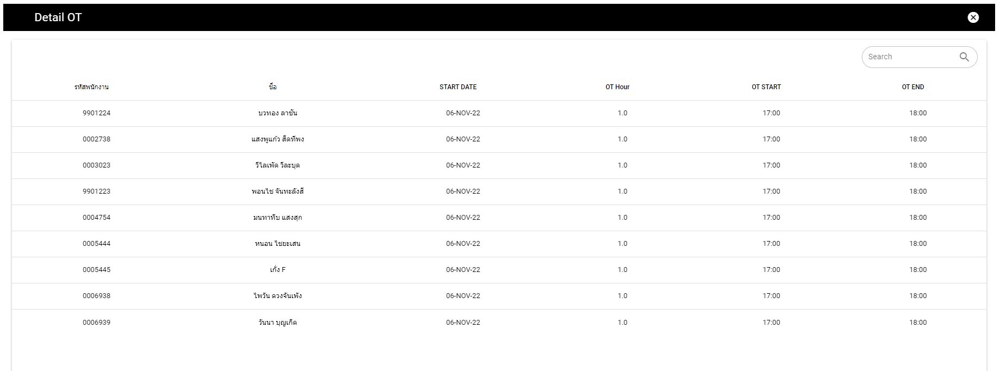 Detail OT
Search
รหัสพนักงาน ชื่อ START DATE OT Hour OT START OT END
9901224 บวทอง ลาชัน 06-NOV-22 1.0 17:00 18:00
0002738 แสงพูแก้ว สีดทีพง 06-NOV-22 1.0 17:00 18:00
0003023 วีไลเพัด วีละบุด 06-NOV-22 1.0 17:00 18:00
9901223 พอนไช จันทะลังสี 06-NOV-22 1.0 17:00 18:00
0004754 มนทาทีบ แสงสุก 06-NOV-22 1.0 17:00 18:00
0005444 หนอน ไชยะเสน 06-NOV-22 1.0 17:00 18:00
0005445 เก้ง F 06-NOV-22 1.0 17:00 18:00
0006938 ไพวัน ดวงจันเพัง 06-NOV-22 1.0 17:00 18:00
0006939 วันนา บุญเกีด 06-NOV-22 1.0 17:00 18:00